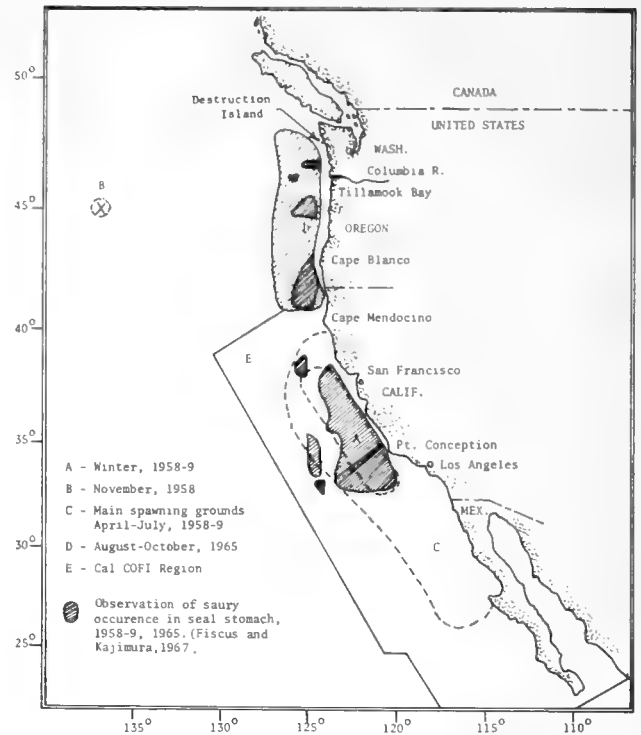 50°
CANADA
UNITED STATES
Destruction
Island
WASH.
Columbia R.
Tillamook Bay
B
45°
OREGON
Cape Blanco
40°
Cape Mendocino
E
San Francisco
CALIF.
A
35°
Pt. Conception
Los Angeles
A - Winter, 1958-9
B - November, 1958
C - Main spawning grounds
April-July, 1958-9
D - August-October, 1965
E - Cal COFI Region
MEX.
30°
C
Observation of saury
occurence in seal stomach,
1958-9, 1965. (Fiscus and
Kajimura, 1967.
25°
135° 130° 125° 120° 115° 110°